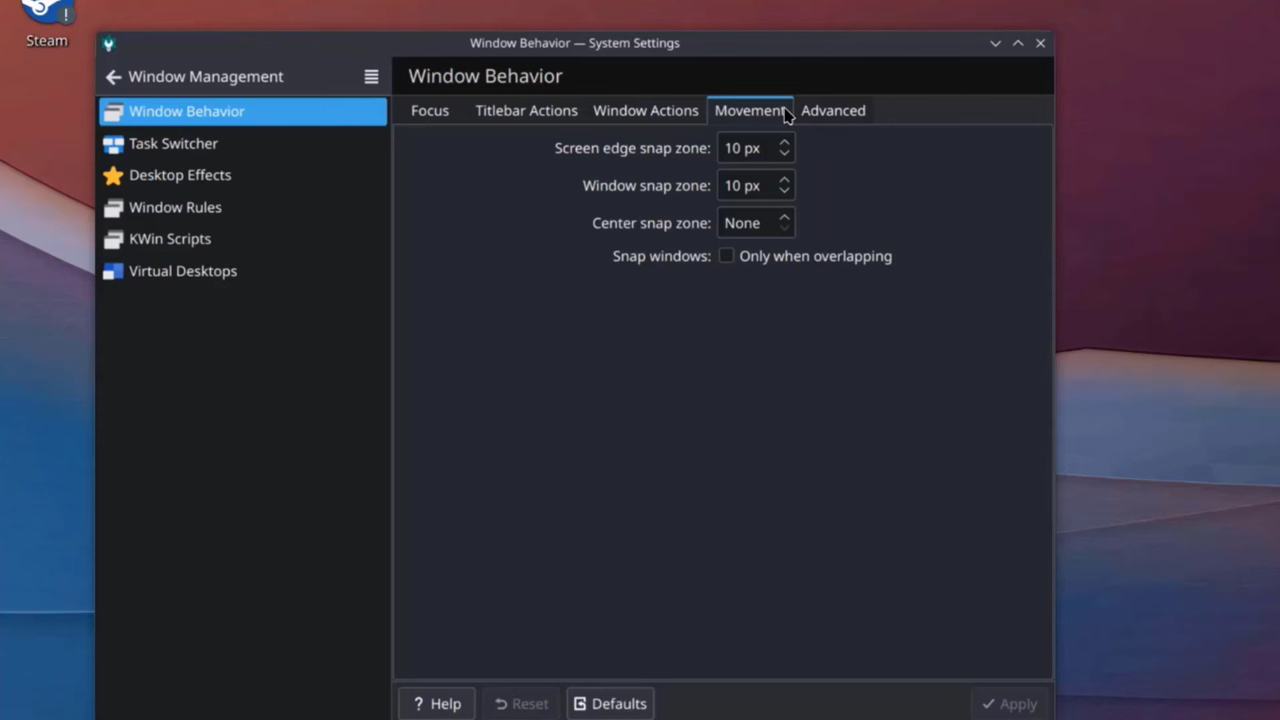 Steam
Window Behavior — System Settings
Window Management
Window Behavior
Window Behavior
Task Switcher
Desktop Effects
Window Rules
KWin Scripts
Virtual Desktops
Focus Titlebar Actions Window Actions Movement Advanced
Screen edge snap zone: 10 px
Window snap zone: 10 px
Center snap zone: None
Snap windows: Only when overlapping
? Help Reset Defaults Apply